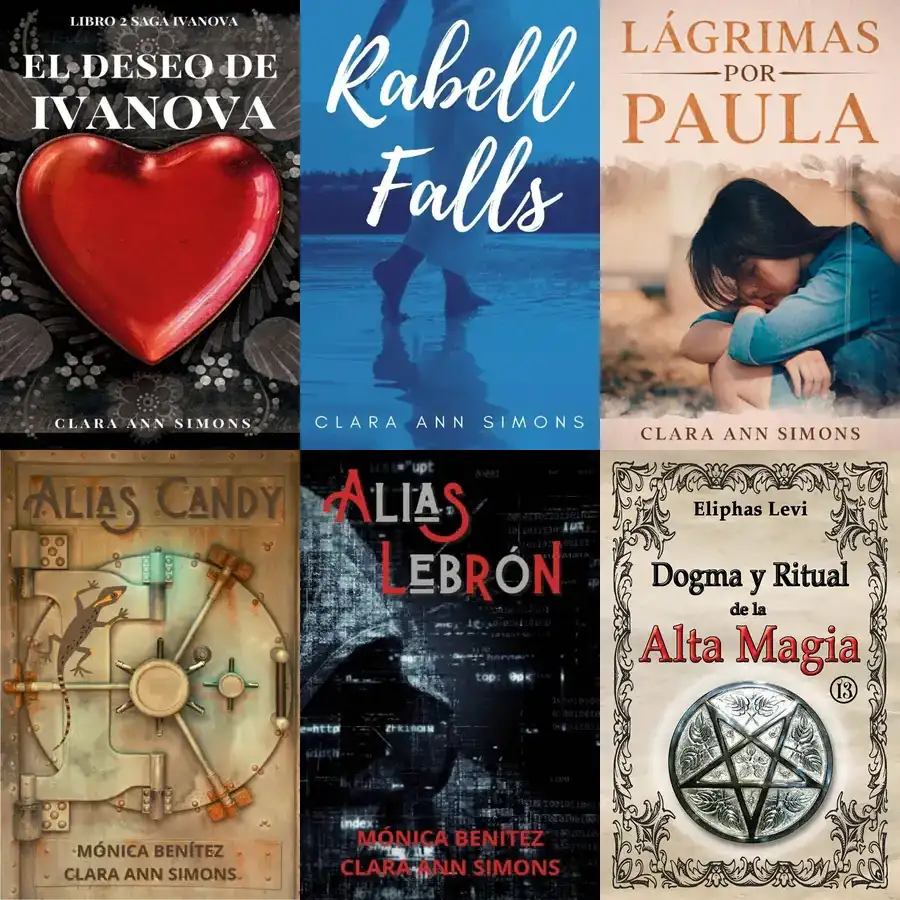 LIBRO 2 SAGA IVANOVA
EL DESEO DE
IVANOVA
CLARA ANN SIMONS
Rabell
Falls
CLARA ANN SIMONS
LÁGRIMAS
POR
PAULA
CLARA ANN SIMONS
ALIAS CANDY
MÓNICA BENÍTEZ
CLARA ANN SIMONS
ALIAS
LEBRÓN
index:
MÓNICA BENÍTEZ
CLARA ANN SIMONS
Eliphas Levi
Dogma y Ritual
de la
Alta Magia
13